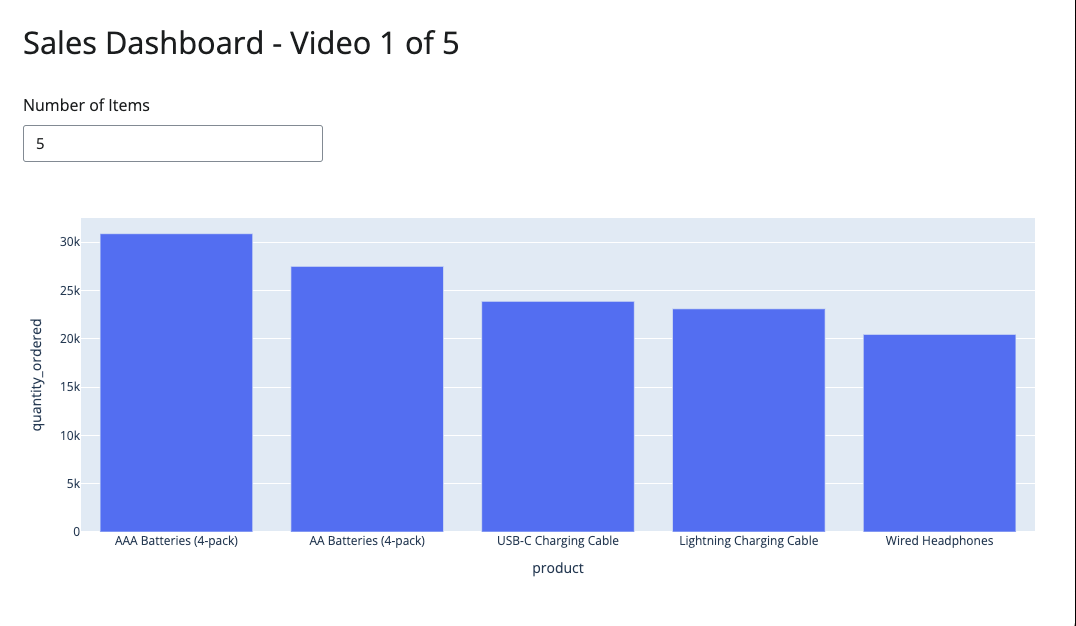 Sales Dashboard - Video 1 of 5
Number of Items
5
30k
25k
20k
15k
10k
5k
0
quantity_ordered
AAA Batteries (4-pack)
AA Batteries (4-pack)
USB-C Charging Cable
Lightning Charging Cable
Wired Headphones
product